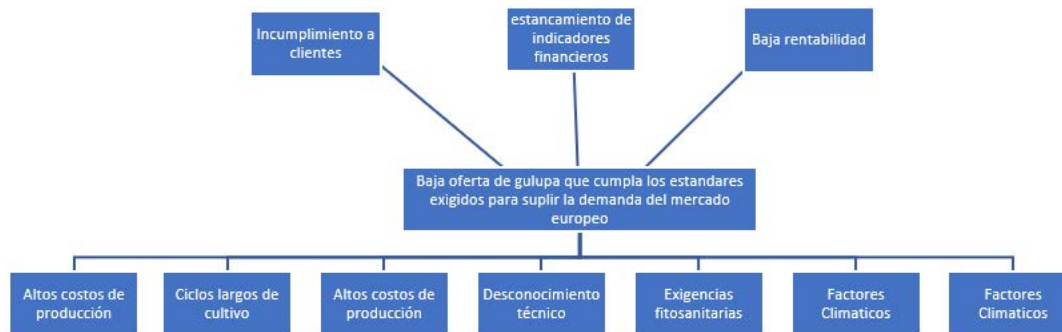 Incumplimiento a
clientes
estancamiento de
indicadores
financieros
Baja rentabilidad
Baja oferta de gulupa que cumpla los estandares
exigidos para suplir la demanda del mercado
europeo
Altos costos de
producción
Ciclos largos de
cultivo
Altos costos de
producción
Desconocimiento
técnico
Exigencias
fitosanitarias
Factores
Climaticos
Factores
Climaticos